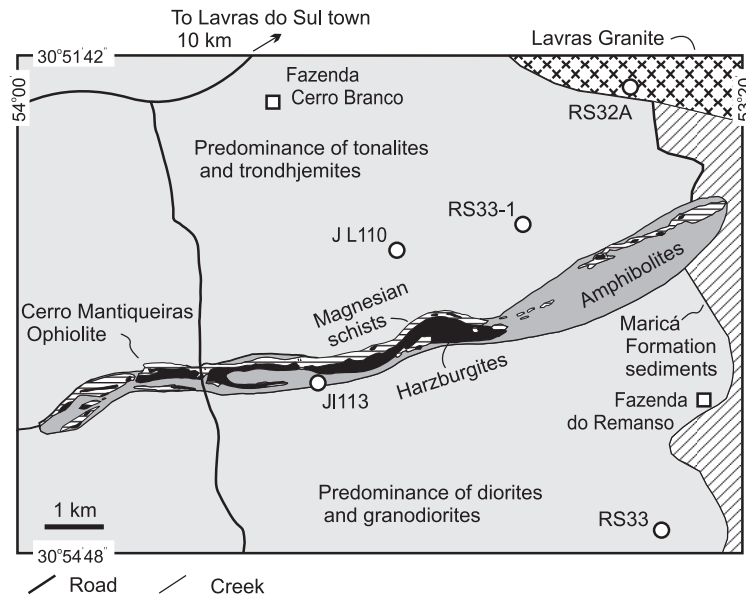 To Lavras do Sul town
10 km
30°51'42"
Lavras Granite
54°00'
53°20'
Fazenda
Cerro Branco
RS32A
Predominance of tonalites
and trondhjemites
RS33-1
J L110
Amphibolites
Cerro Mantiqueiras
Ophiolite
Magnesian
schists
Harzburgites
Maricá
Formation
sediments
JI113
Fazenda
do Remanso
Predominance of diorites
and granodiorites
1 km
RS33
30°54'48"
Road
Creek